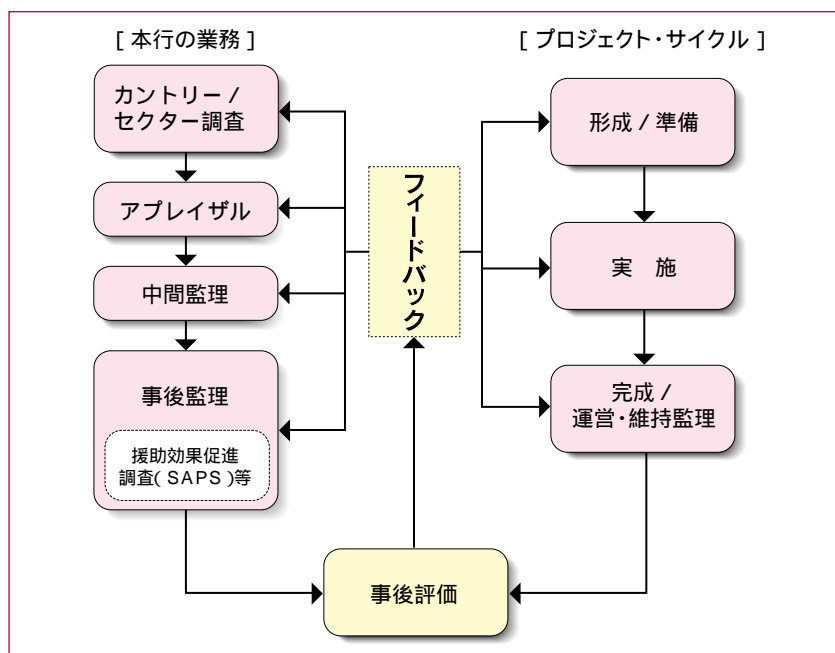 [ 本行の業務 ]
カントリー /
セクター調査
アプレイザル
中間監理
事後監理
援助効果促進
調査( SAPS )等
フィードバック
[ プロジェクト・サイクル ]
形成 / 準備
実　施
完成 /
運営・維持監理
事後評価